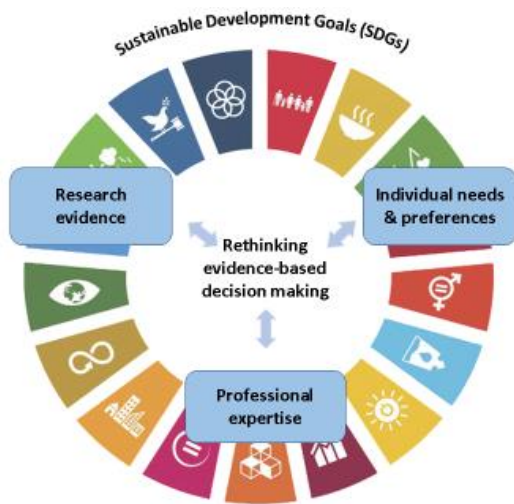 Sustainable Development Goals (SDGs)
Research
evidence
Individual needs
& preferences
Rethinking
evidence-based
decision making
Professional
expertise